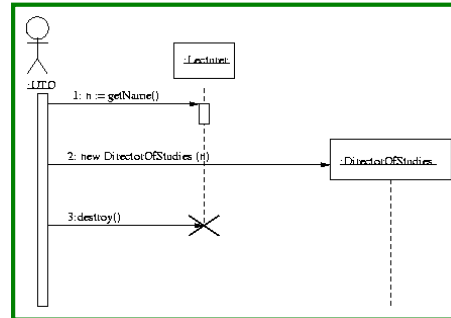 :Lecturer
:UTO
1: n := getName()
2: new DirectorOfStudies (n)
:DirectorOfStudies
3:destroy()